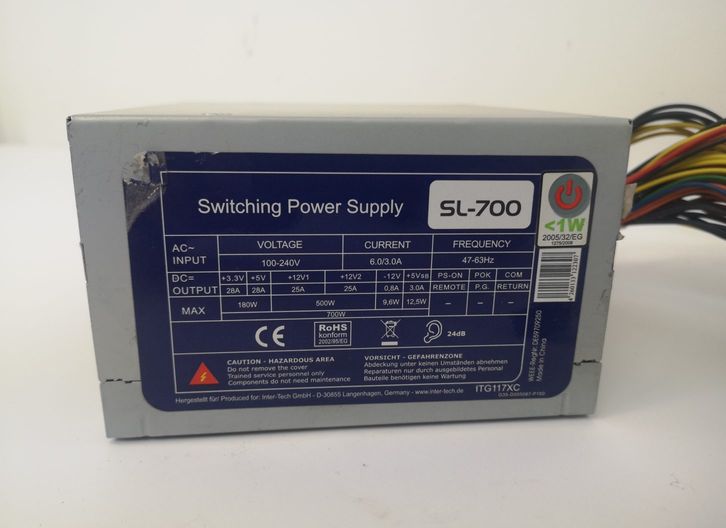 Switching Power Supply
SL-700
<1W
2005/32/EG
1275/2008
AC~ INPUT VOLTAGE CURRENT FREQUENCY
100-240V 6.0/3.0A 47-63Hz
DC= OUTPUT +3.3V +5V +12V1 +12V2 -12V +5VSB PS-ON POK COM
28A 28A 25A 25A 0,8A 3.0A REMOTE P.G. RETURN
MAX 180W 500W 9,6W 12,5W – – –
700W
CE
RoHS
konform
2002/95/EG
24dB
CAUTION - HAZARDOUS AREA
Do not remove the cover
Trained service personnel only
Components do not need maintenance
VORSICHT - GEFAHRENZONE
Abdeckung unter keinen Umständen abnehmen
Reparaturen nur durch ausgebildetes Personal
Bauteile benötigen keine Wartung
ITG117XC
Hergestellt für/ Produced for: Inter-Tech GmbH - D-30855 Langenhagen, Germany - www.inter-tech.de
WEEE-RegNr. DE59709250
Made in China